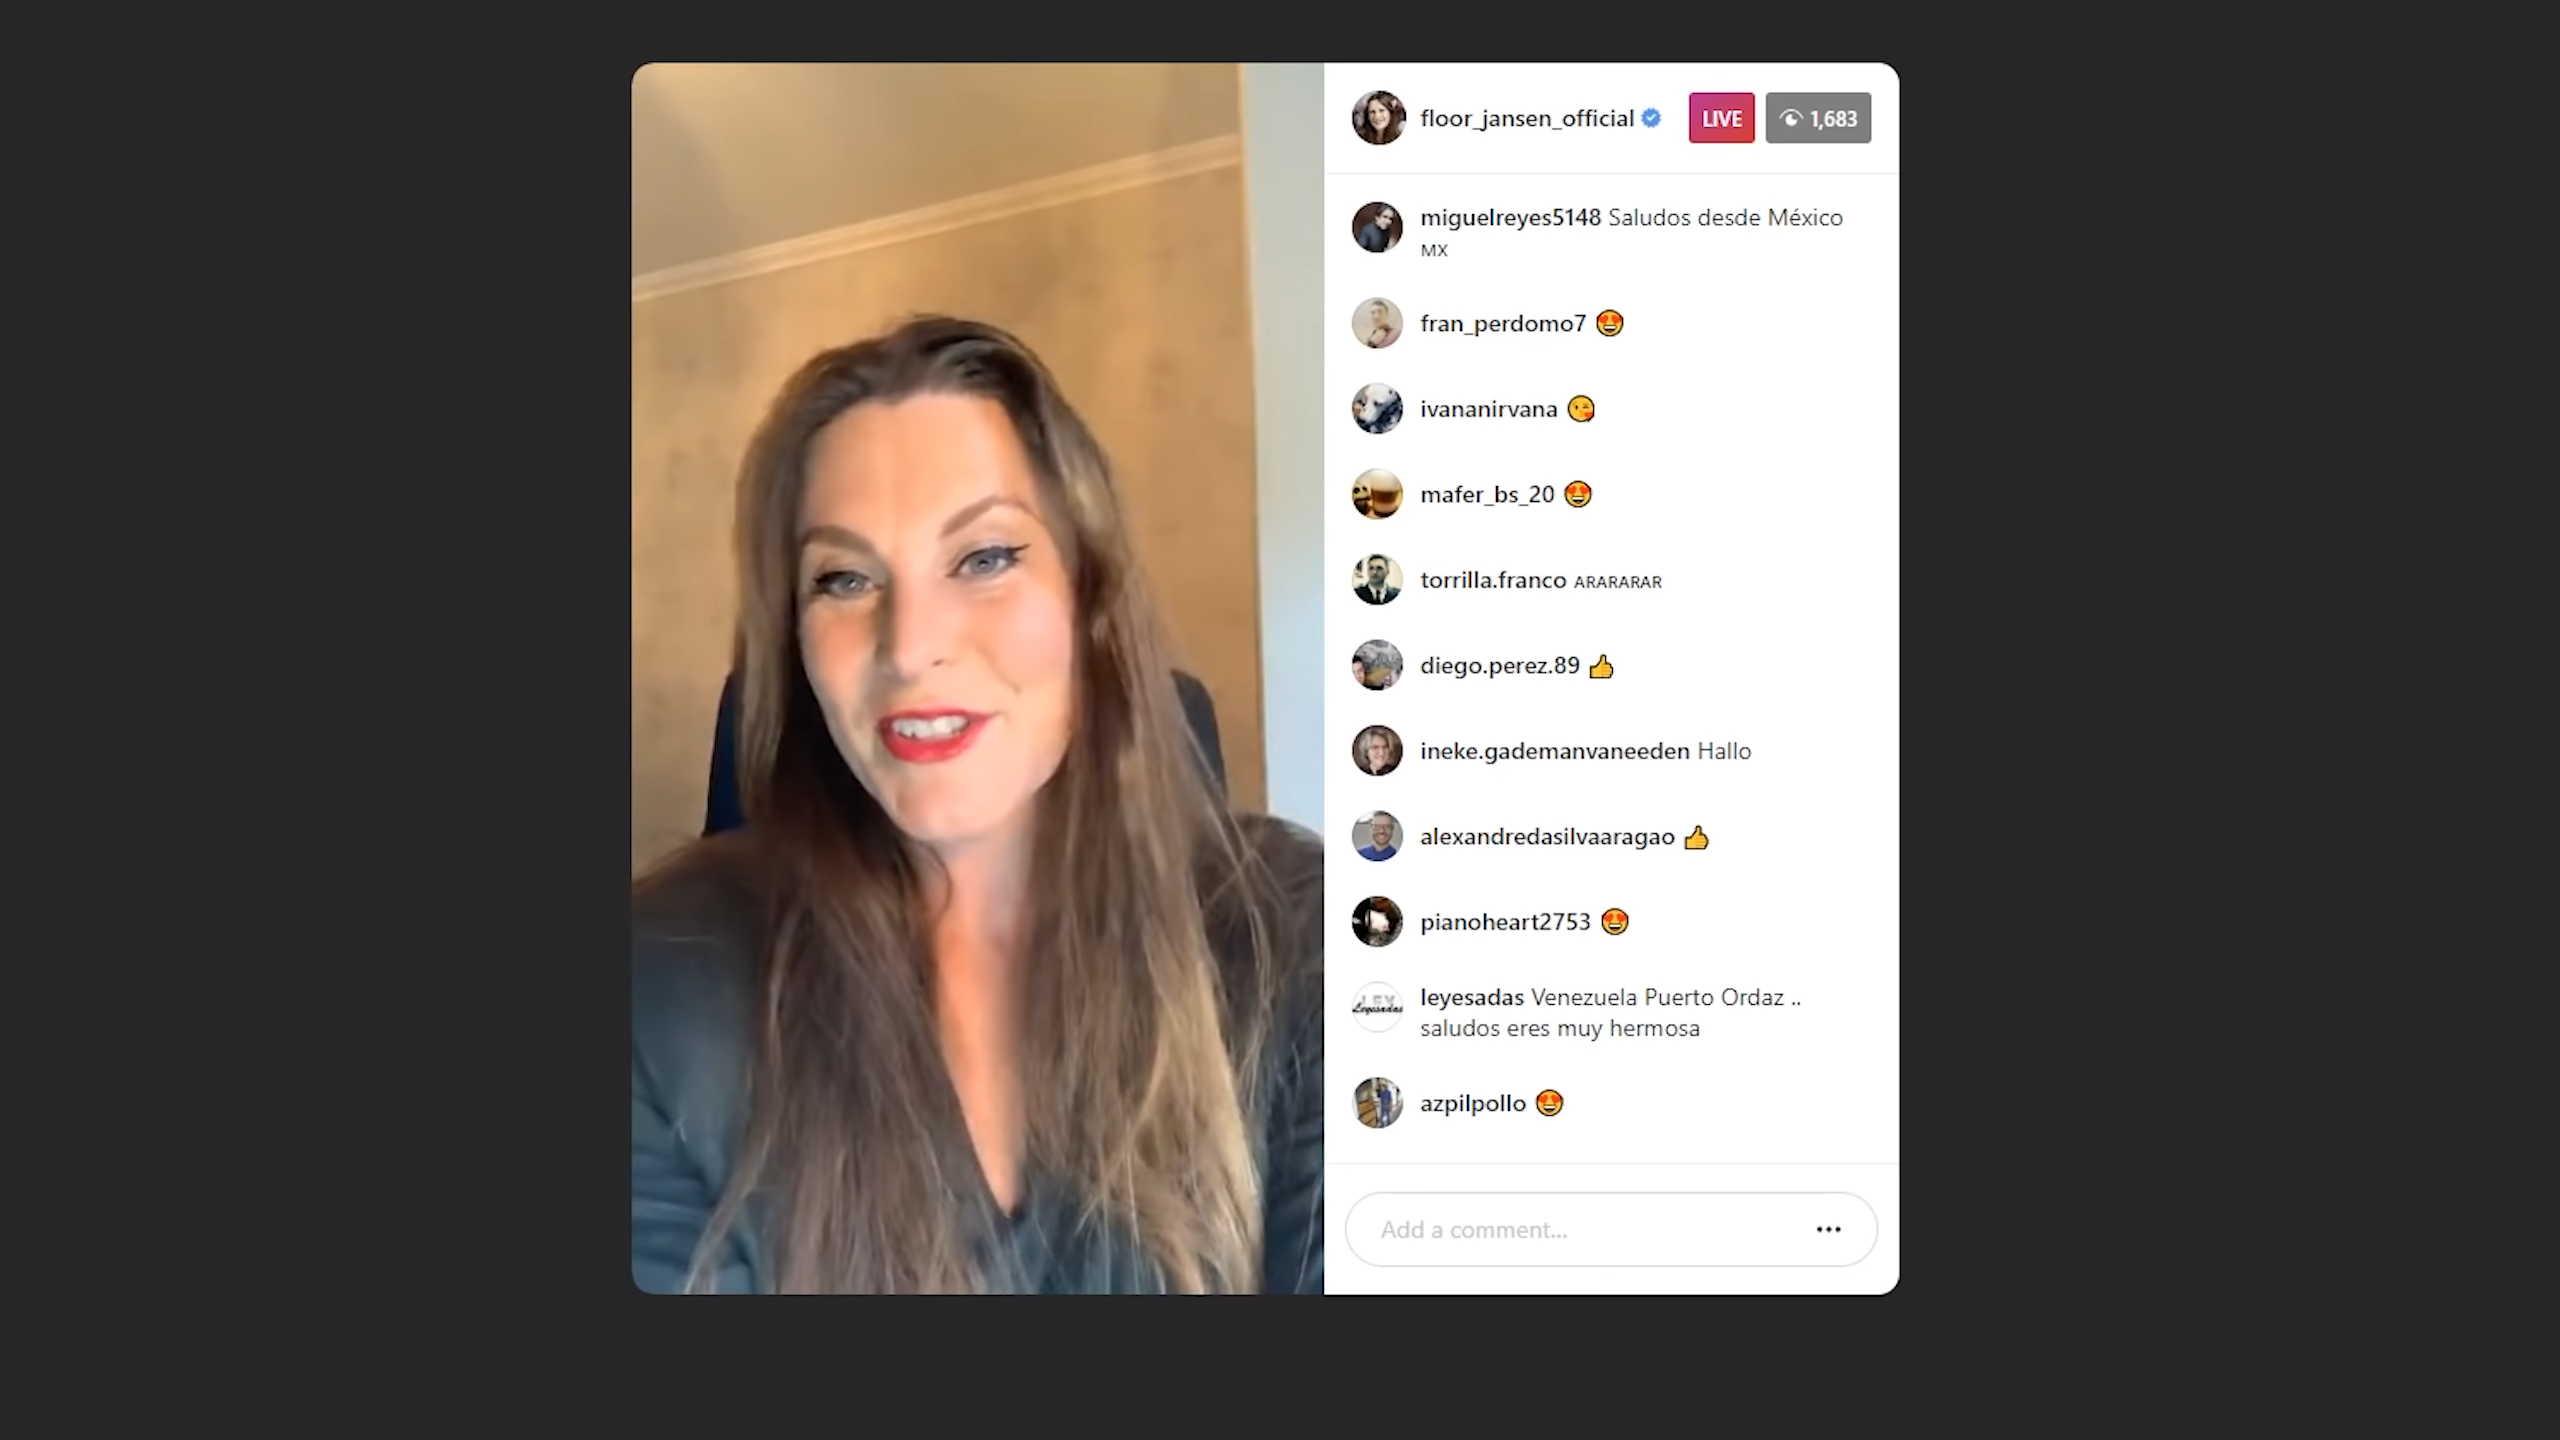 floor_jansen_official LIVE 1,683
miguelreyes5148 Saludos desde México
MX
fran_perdomo7 😍
ivananirvana 😘
mafer_bs_20 😍
torrilla.franco ARARARAR
diego.perez.89 👍
ineke.gademanvaneeden Hallo
alexandredasilvaaragao 👍
pianoheart2753 😍
leyesadas Venezuela Puerto Ordaz ..
saludos eres muy hermosa
azpilpollo 😍
Add a comment... •••